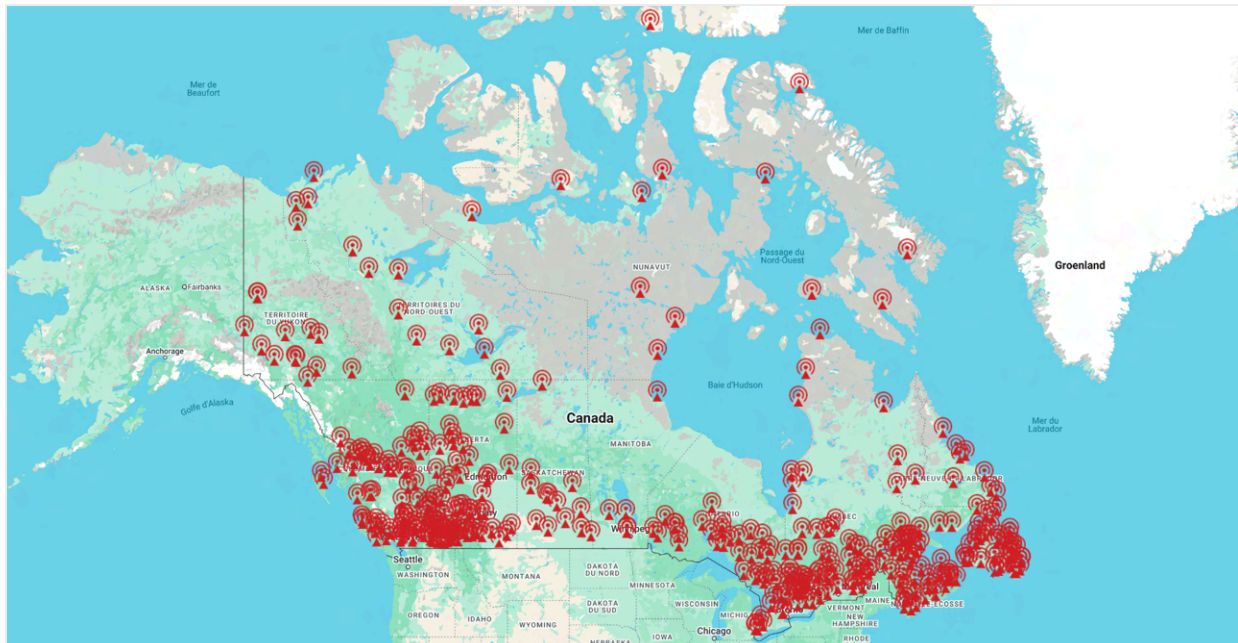 Mer de Baffin
Mer de
Beaufort
Groenland
Passage du
Nord-Ouest
NUNAVUT
ALASKA
Fairbanks
TERRITOIRES DU
NORD-OUEST
TERRITOIRE
DU YUKON
Anchorage
Baie d'Hudson
Golfe d'Alaska
Canada
Mer du
Labrador
MANITOBA
SASKATCHEWAN
Edmonton
Seattle
WASHINGTON
MONTANA
DAKOTA
DU NORD
MINNESOTA
OREGON
IDAHO
WYOMING
DAKOTA
DU SUD
WISCONSIN
MICHIG
VERMONT
NEW
HAMPSHIRE
MAINE
IOWA
Chicago
RHODE